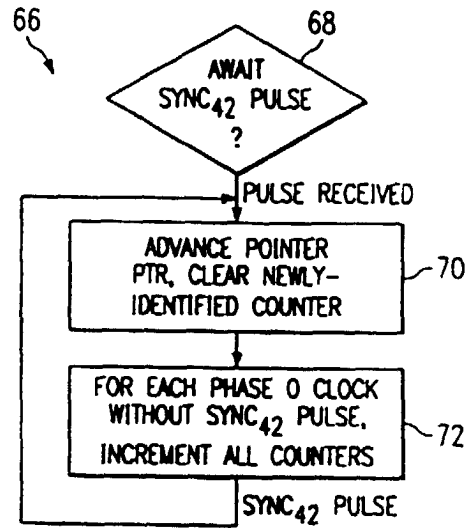 66
68
AWAIT
SYNC42 PULSE
?
PULSE RECEIVED
ADVANCE POINTER
PTR, CLEAR NEWLY-
IDENTIFIED COUNTER
70
FOR EACH PHASE 0 CLOCK
WITHOUT SYNC42 PULSE,
INCREMENT ALL COUNTERS
72
SYNC42 PULSE